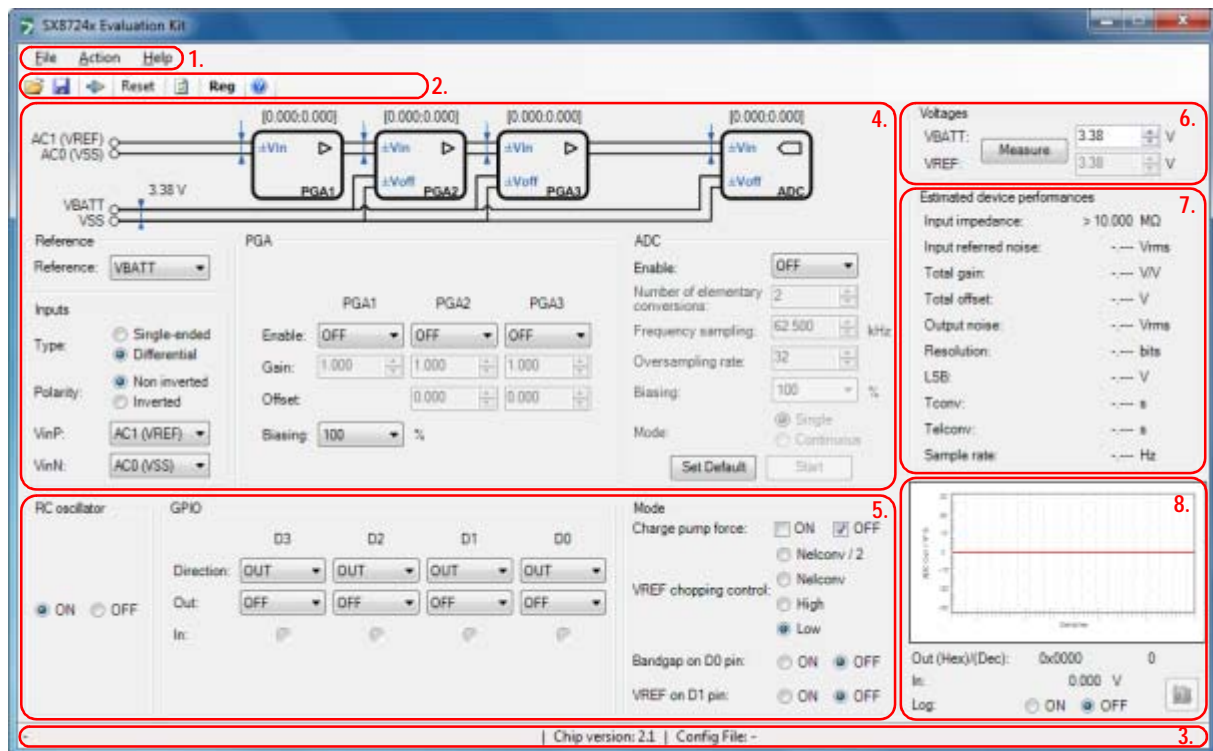 SX8724x Evaluation Kit
File Action Help 1.
Reset Reg 2.
[0.000:0.000] [0.000:0.000] [0.000:0.000] [0.000:0.000] 4.
AC1 (VREF)
AC0 (VSS)
±Vin ±Vin ±Vin ±Vin
±Voff ±Voff ±Voff
PGA1 PGA2 PGA3 ADC
3.38 V
VBATT
VSS
Reference
Reference: VBATT
Inputs
Type: Single-ended
Differential
Polarity: Non inverted
Inverted
VinP: AC1 (VREF)
VinN: AC0 (VSS)
PGA
PGA1 PGA2 PGA3
Enable: OFF OFF OFF
Gain: 1.000 1.000 1.000
Offset: 0.000 0.000
Biasing: 100 %
ADC
Enable: OFF
Number of elementary conversions: 2
Frequency sampling: 62.500 kHz
Oversampling rate: 32
Biasing: 100 %
Mode: Single
Continuous
Set Default Start
RC oscillator
ON OFF
GPIO
D3 D2 D1 D0
Direction: OUT OUT OUT OUT
Out: OFF OFF OFF OFF
In:
Mode 5.
Charge pump force: ON OFF
VREF chopping control: Nelconv / 2
Nelconv
High
Low
Bandgap on D0 pin: ON OFF
VREF on D1 pin: ON OFF
Voltages 6.
VBATT: Measure 3.38 V
VREF: 3.38 V
Estimated device performances 7.
Input impedance: > 10.000 MΩ
Input referred noise: -.--- Vrms
Total gain: -.--- V/V
Total offset: -.--- V
Output noise: -.--- Vrms
Resolution: -.--- bits
LSB: -.--- V
Tconv: -.--- s
Telconv: -.--- s
Sample rate: -.--- Hz
8.
Out (Hex)/(Dec): 0x0000 0
In: 0.000 V
Log: ON OFF
- | Chip version: 2.1 | Config File: - 3.